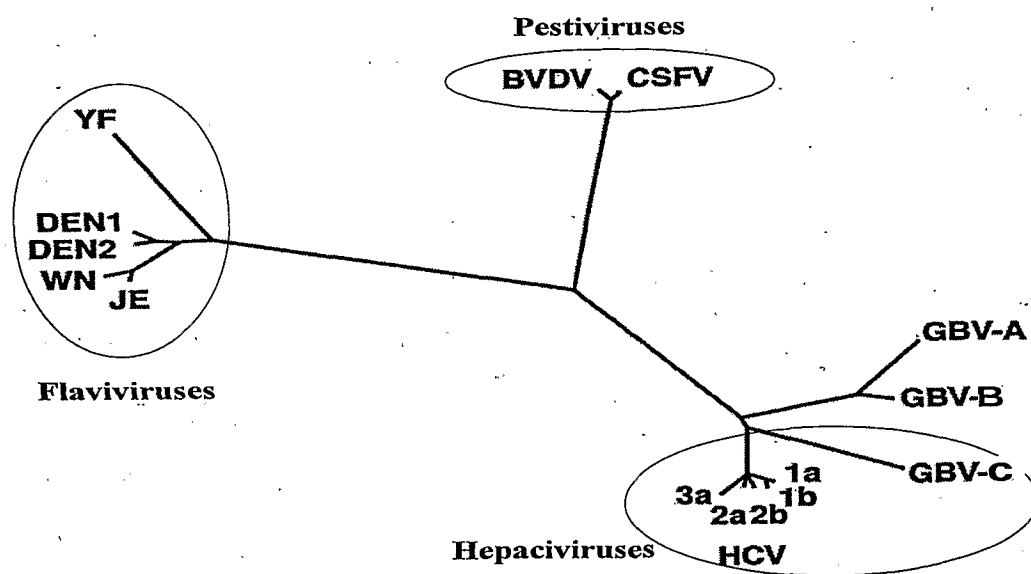 Pestiviruses
BVDV CSFV
YF
DEN1
DEN2
WN
JE
Flaviviruses
GBV-A
GBV-B
GBV-C
1a
3a
1b
2a 2b
Hepaciviruses
HCV